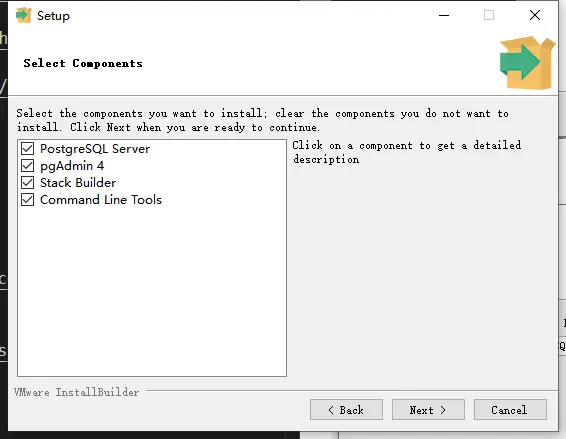 Setup
Select Components
Select the components you want to install; clear the components you do not want to
install. Click Next when you are ready to continue.
PostgreSQL Server
pgAdmin 4
Stack Builder
Command Line Tools
Click on a component to get a detailed
description
VMware InstallBuilder
< Back
Next >
Cancel